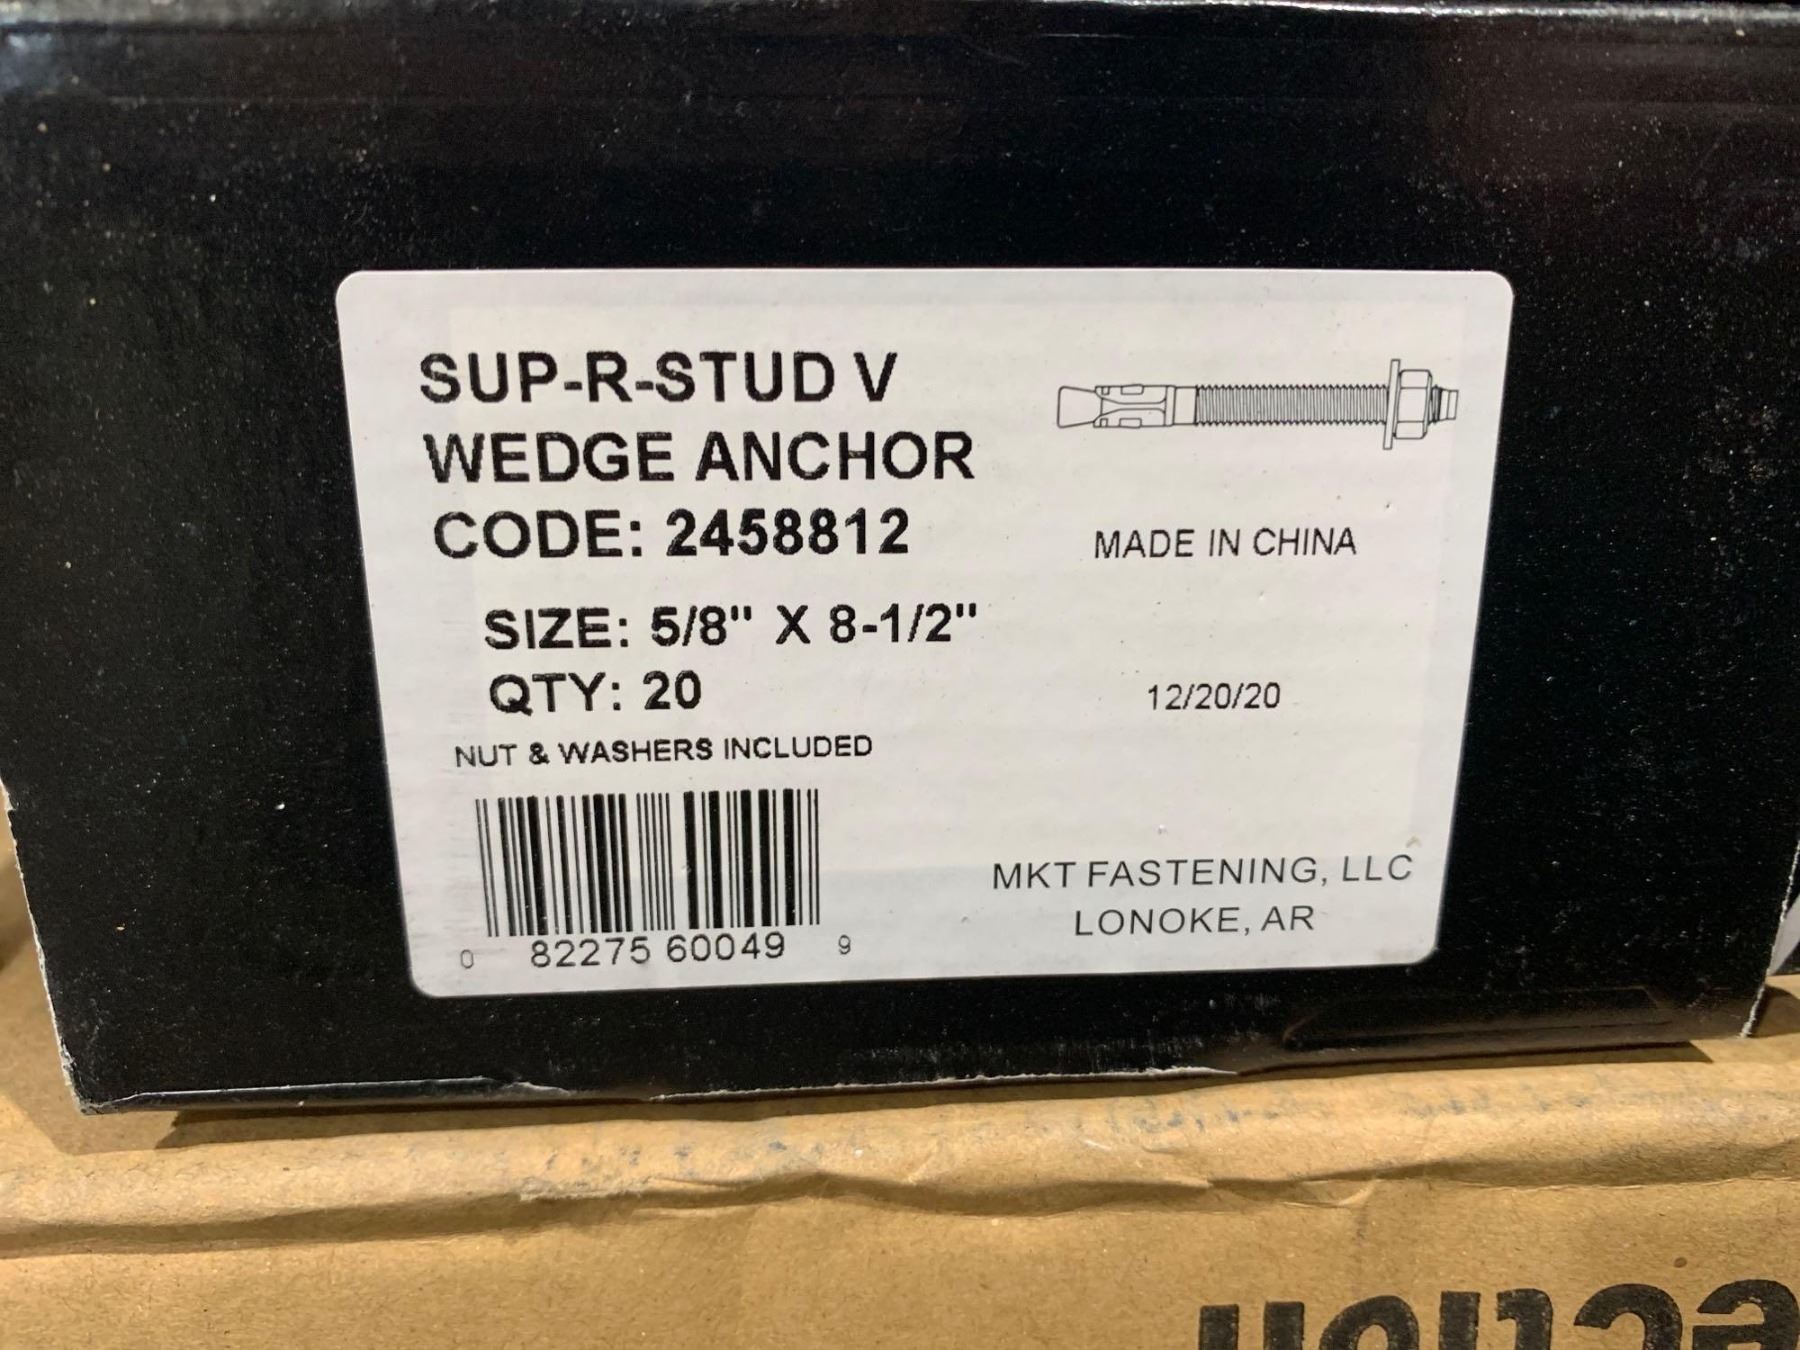 SUP-R-STUD V
WEDGE ANCHOR
CODE: 2458812
MADE IN CHINA
SIZE: 5/8" X 8-1/2"
QTY: 20
12/20/20
NUT & WASHERS INCLUDED
0 82275 60049 9
MKT FASTENING, LLC
LONOKE, AR